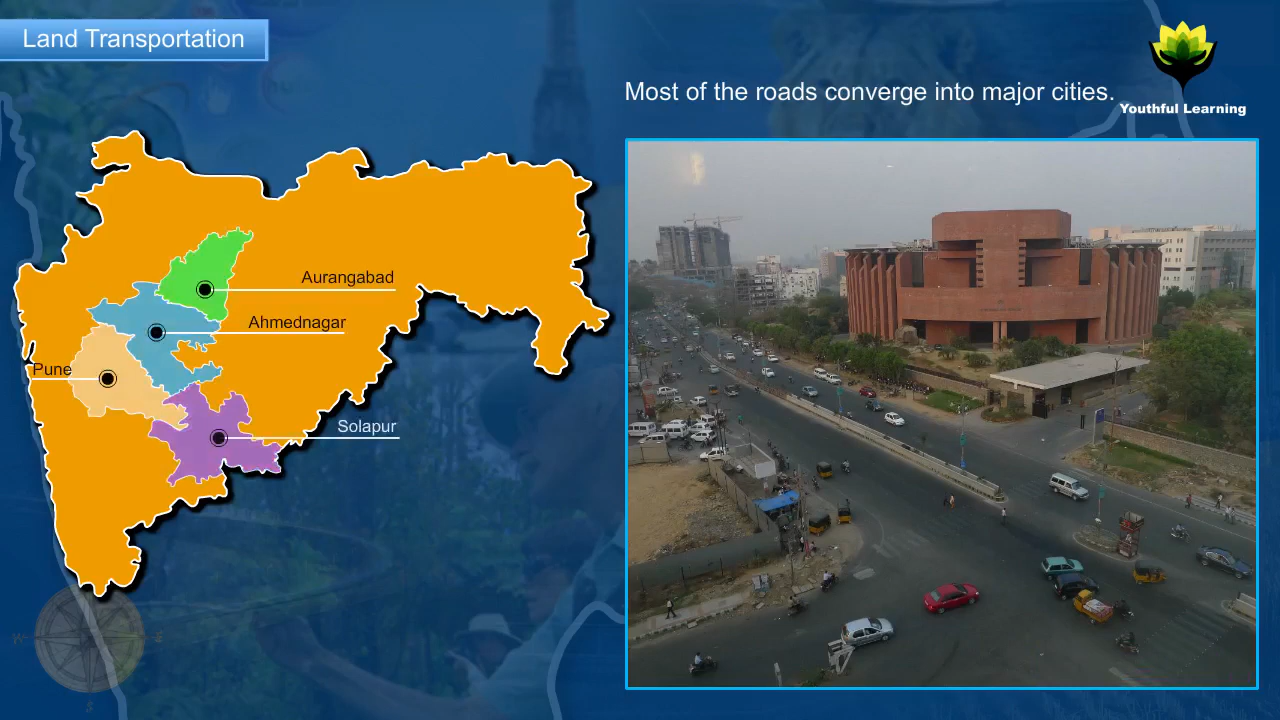 Land Transportation
Most of the roads converge into major cities.
Youthful Learning
Aurangabad
Ahmednagar
Pune
Solapur
W
E
S